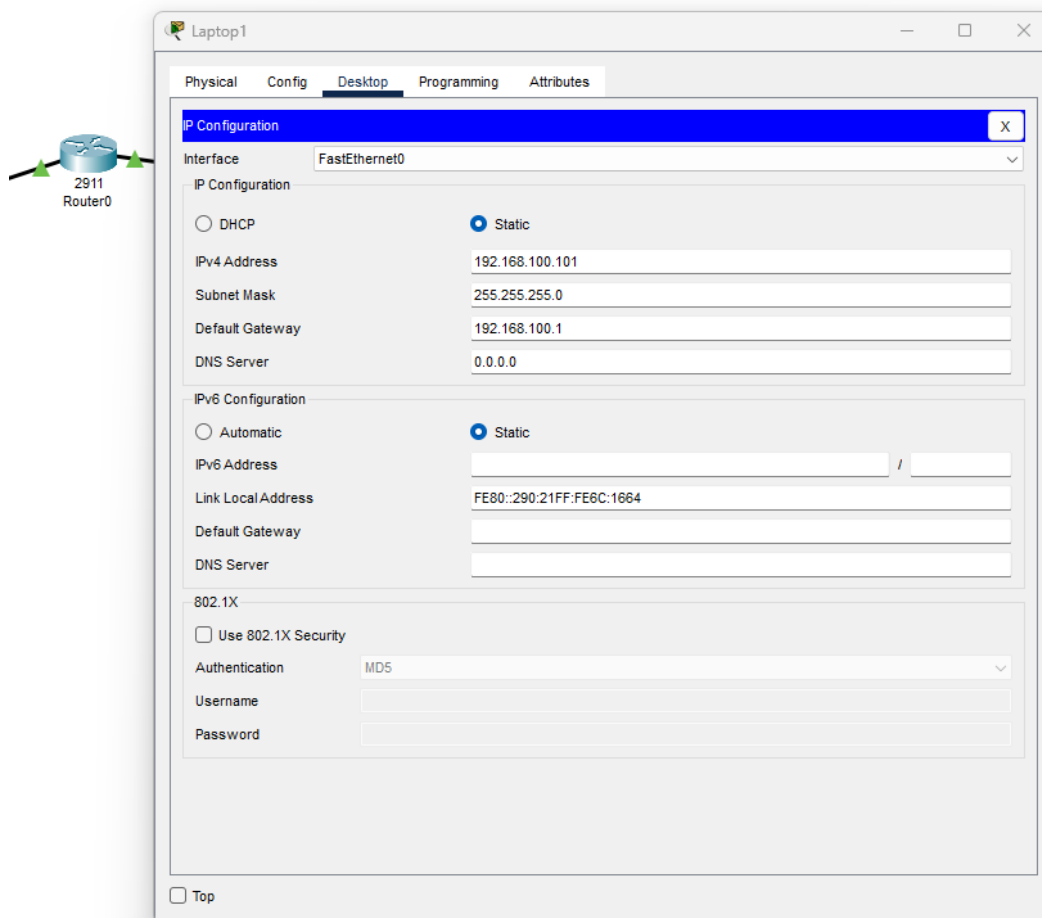 Laptop1
Physical Config Desktop Programming Attributes
IP Configuration X
Interface FastEthernet0
IP Configuration
DHCP Static
IPv4 Address 192.168.100.101
Subnet Mask 255.255.255.0
Default Gateway 192.168.100.1
DNS Server 0.0.0.0
IPv6 Configuration
Automatic Static
IPv6 Address /
Link Local Address FE80::290:21FF:FE6C:1664
Default Gateway
DNS Server
802.1X
Use 802.1X Security
Authentication MD5
Username
Password
Top
2911
Router0